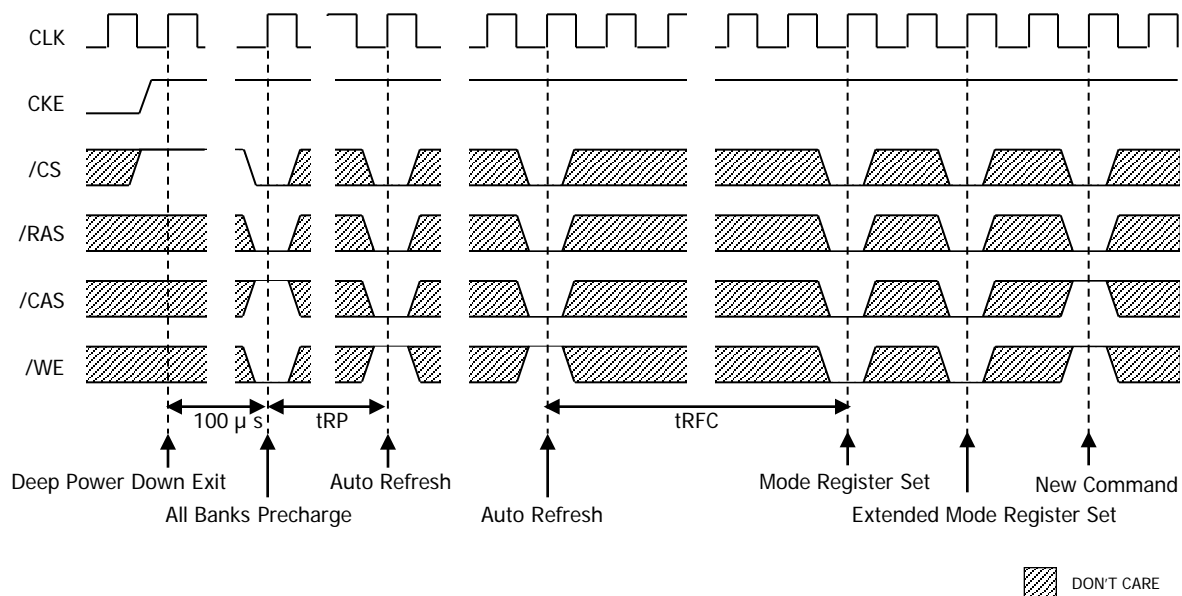 CLK
CKE
/CS
/RAS
/CAS
/WE
100 μ s
tRP
tRFC
Deep Power Down Exit
Auto Refresh
Mode Register Set
New Command
All Banks Precharge
Auto Refresh
Extended Mode Register Set
DON'T CARE